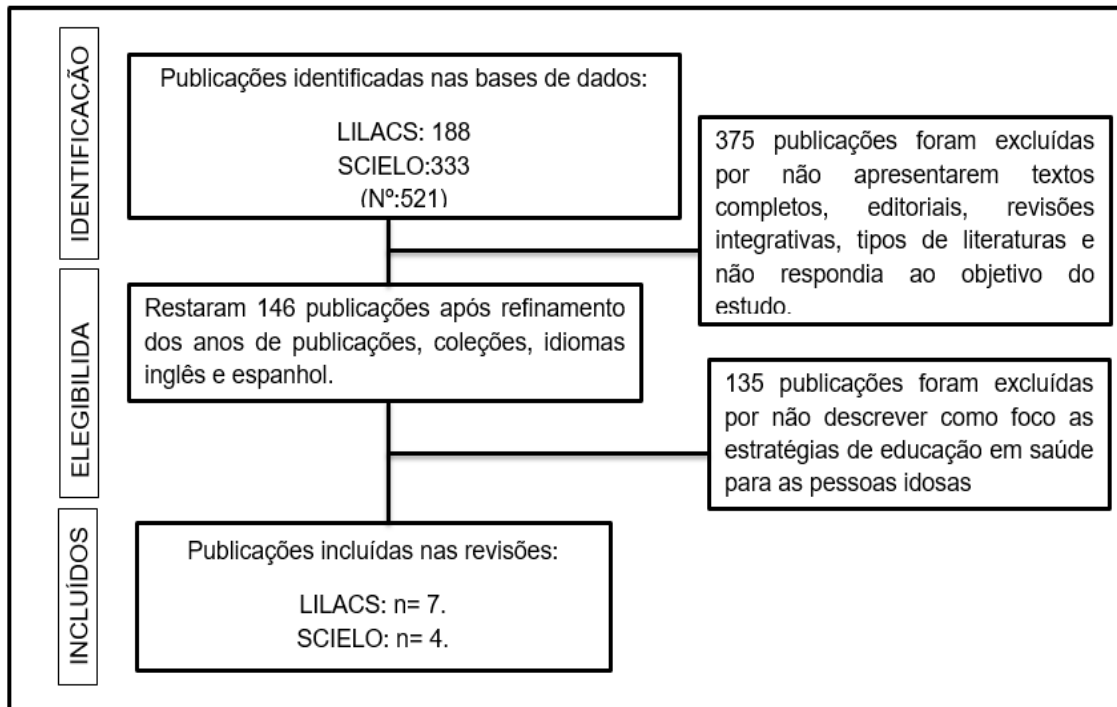 IDENTIFICAÇÃO
Publicações identificadas nas bases de dados:
LILACS: 188
SCIELO:333
(Nº:521)
375 publicações foram excluídas
por não apresentarem textos
completos, editoriais, revisões
integrativas, tipos de literaturas e
não respondia ao objetivo do
estudo.
ELEGIBILIDA
Restaram 146 publicações após refinamento
dos anos de publicações, coleções, idiomas
inglês e espanhol.
135 publicações foram excluídas
por não descrever como foco as
estratégias de educação em saúde
para as pessoas idosas
INCLUÍDOS
Publicações incluídas nas revisões:
LILACS: n= 7.
SCIELO: n= 4.